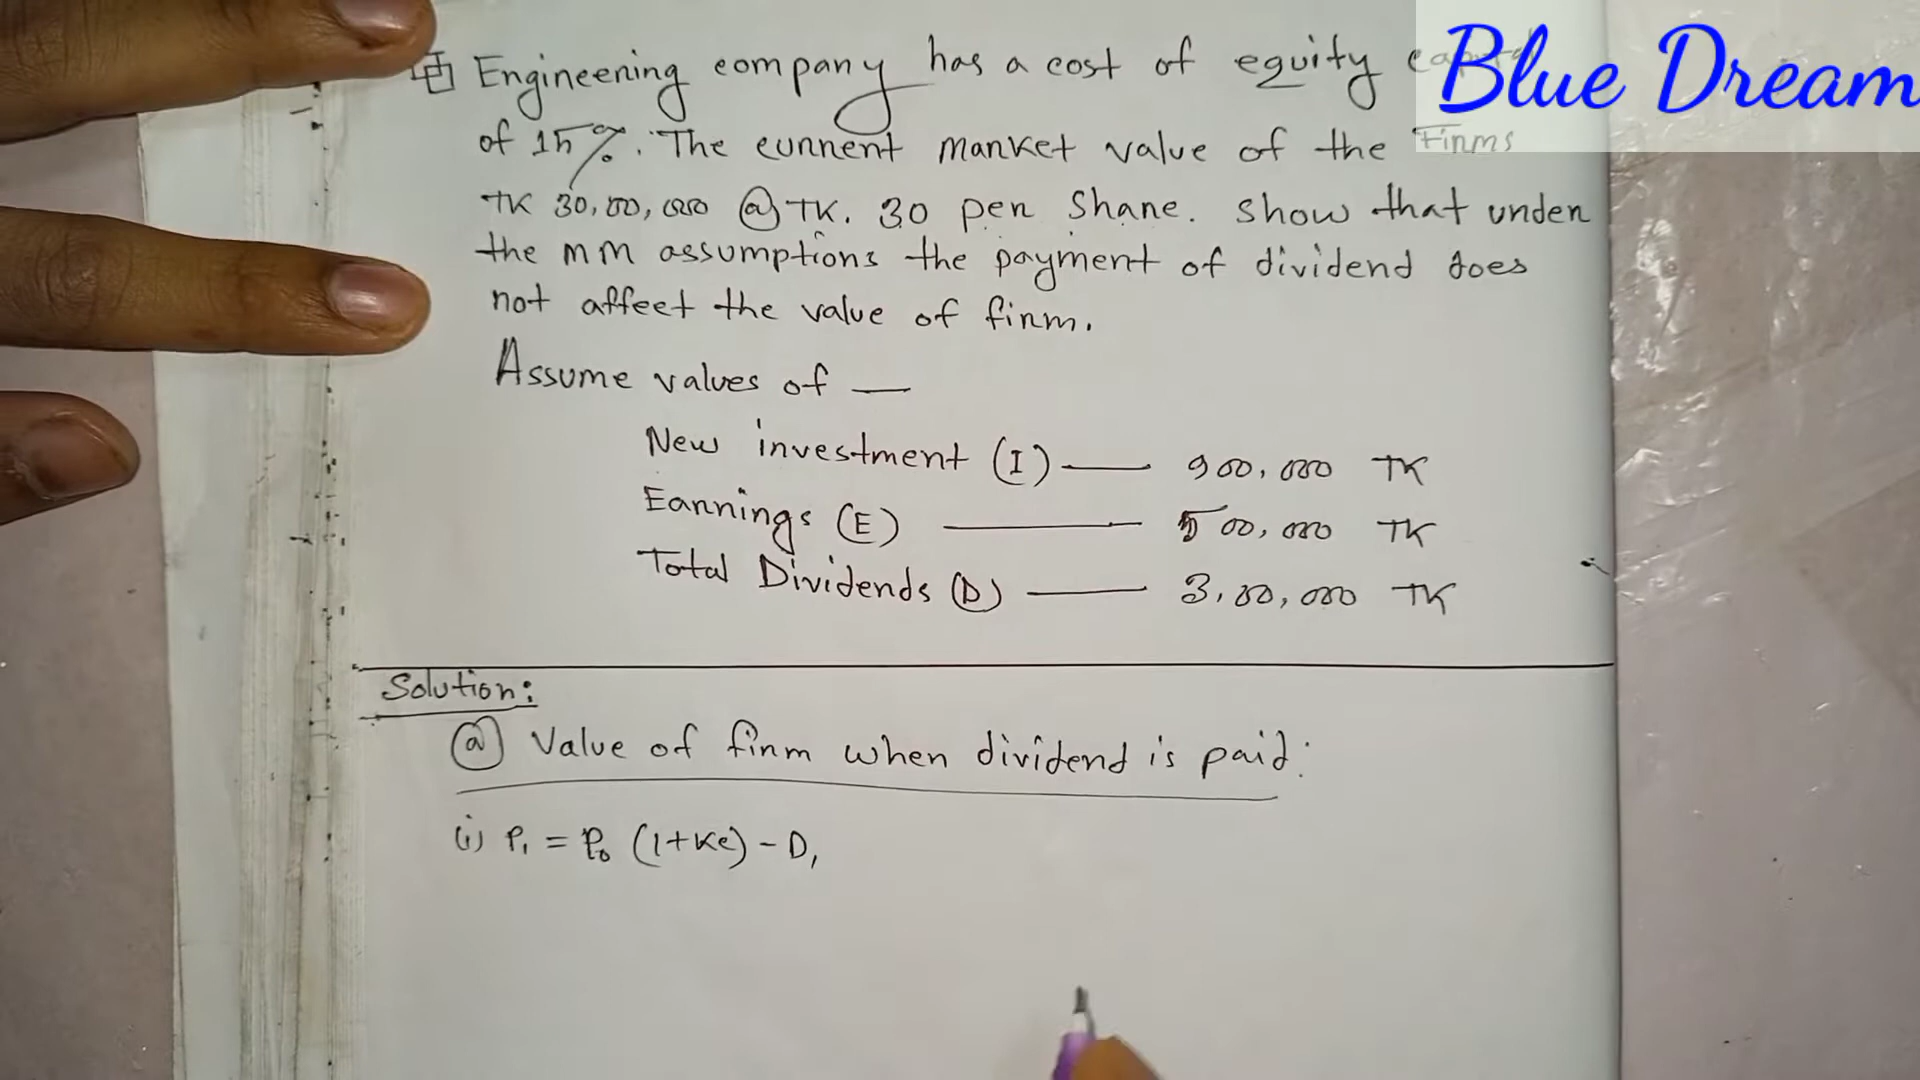 Engineering company has a cost of equity
Blue Dream
of 15%. The current market value of the Firms
TK 30,00,000 @ TK. 30 per share. show that under
the MM assumptions the payment of dividend does
not affect the value of firm.
Assume values of —
New investment (I) — 900,000 TK
Earnings (E) — 500,000 TK
Total Dividends (D) — 3,00,000 TK
Solution:
(a) Value of firm when dividend is paid:
(i) P₁ = P₀ (1+Ke) - D₁